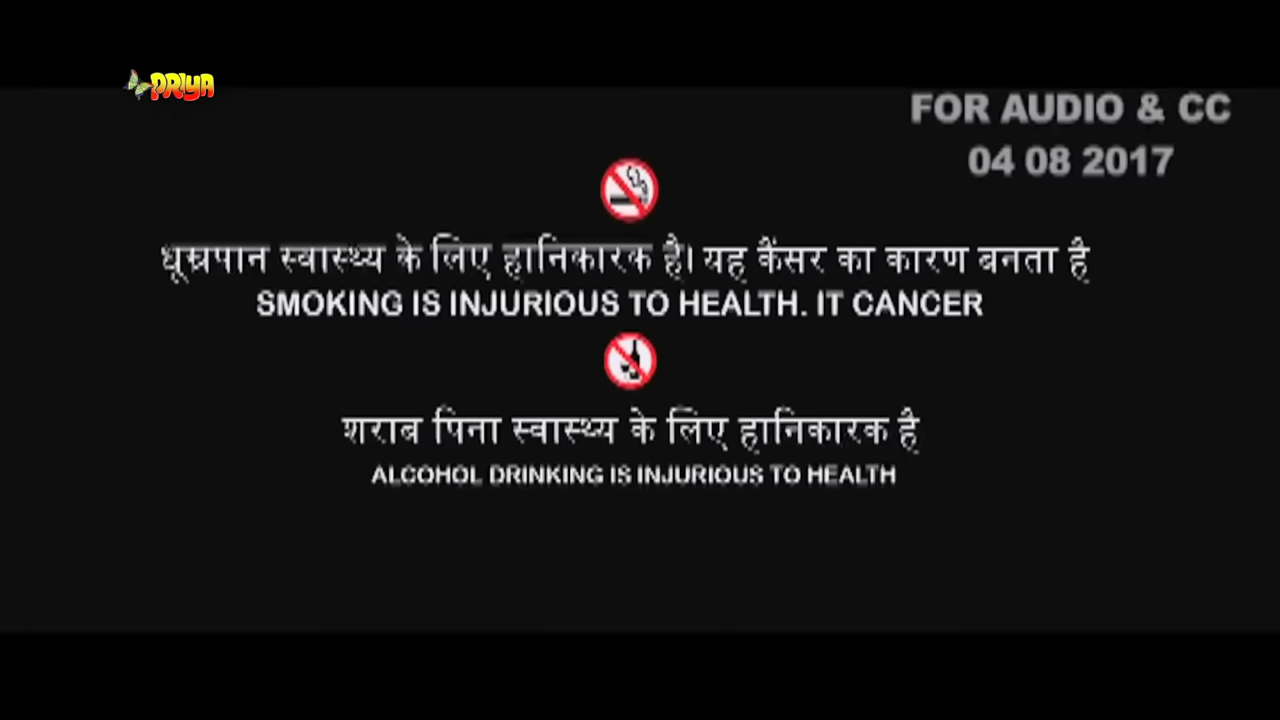 PRIYA
FOR AUDIO & CC
04 08 2017
धूम्रपान स्वास्थ्य के लिए हानिकारक है। यह कैंसर का कारण बनता है
SMOKING IS INJURIOUS TO HEALTH. IT CANCER
शराब पिना स्वास्थ्य के लिए हानिकारक है
ALCOHOL DRINKING IS INJURIOUS TO HEALTH